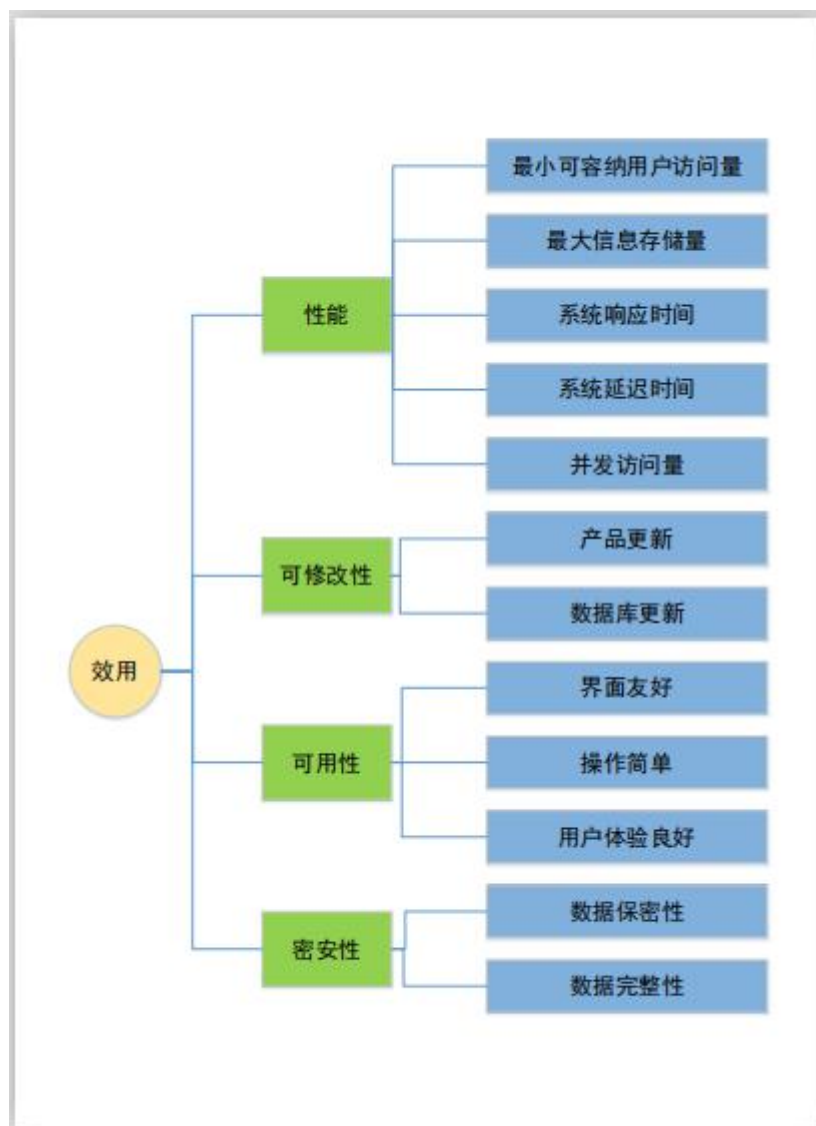 最小可容纳用户访问量
最大信息存储量
性能
系统响应时间
系统延迟时间
并发访问量
产品更新
可修改性
数据库更新
效用
界面友好
可用性
操作简单
用户体验良好
数据保密性
密安性
数据完整性